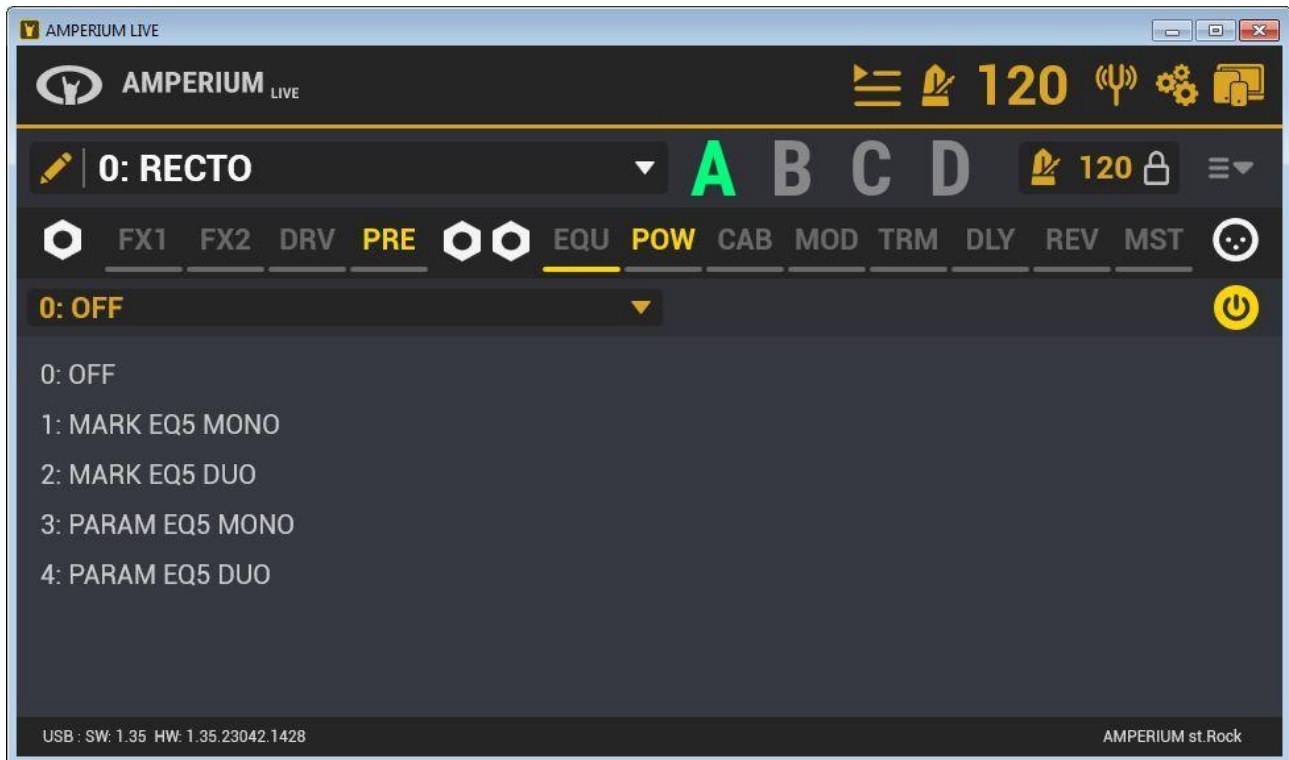 AMPERIUM LIVE
AMPERIUM LIVE 120
0: RECTO A B C D 120
FX1 FX2 DRV PRE EQU POW CAB MOD TRM DLY REV MST
0: OFF
0: OFF
1: MARK EQ5 MONO
2: MARK EQ5 DUO
3: PARAM EQ5 MONO
4: PARAM EQ5 DUO
USB : SW: 1.35 HW: 1.35.23042.1428 AMPERIUM st.Rock